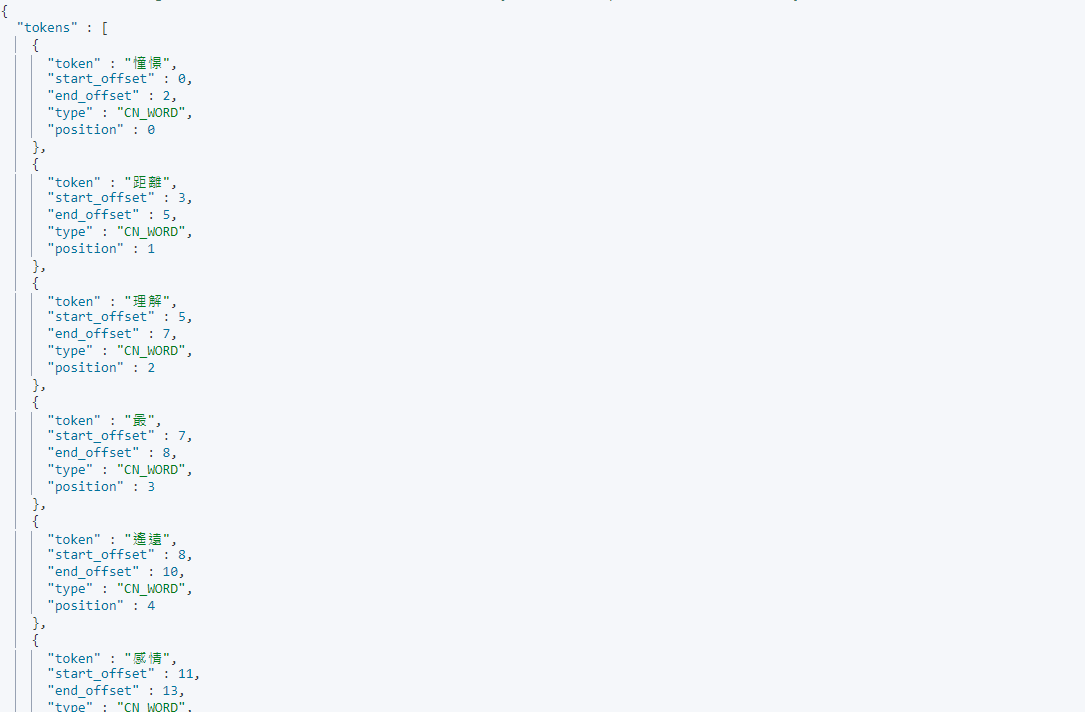 {
"tokens" : [
{
"token" : "憧憬",
"start_offset" : 0,
"end_offset" : 2,
"type" : "CN_WORD",
"position" : 0
},
{
"token" : "距離",
"start_offset" : 3,
"end_offset" : 5,
"type" : "CN_WORD",
"position" : 1
},
{
"token" : "理解",
"start_offset" : 5,
"end_offset" : 7,
"type" : "CN_WORD",
"position" : 2
},
{
"token" : "最",
"start_offset" : 7,
"end_offset" : 8,
"type" : "CN_WORD",
"position" : 3
},
{
"token" : "遙遠",
"start_offset" : 8,
"end_offset" : 10,
"type" : "CN_WORD",
"position" : 4
},
{
"token" : "感情",
"start_offset" : 11,
"end_offset" : 13,
"type" : "CN_WORD",